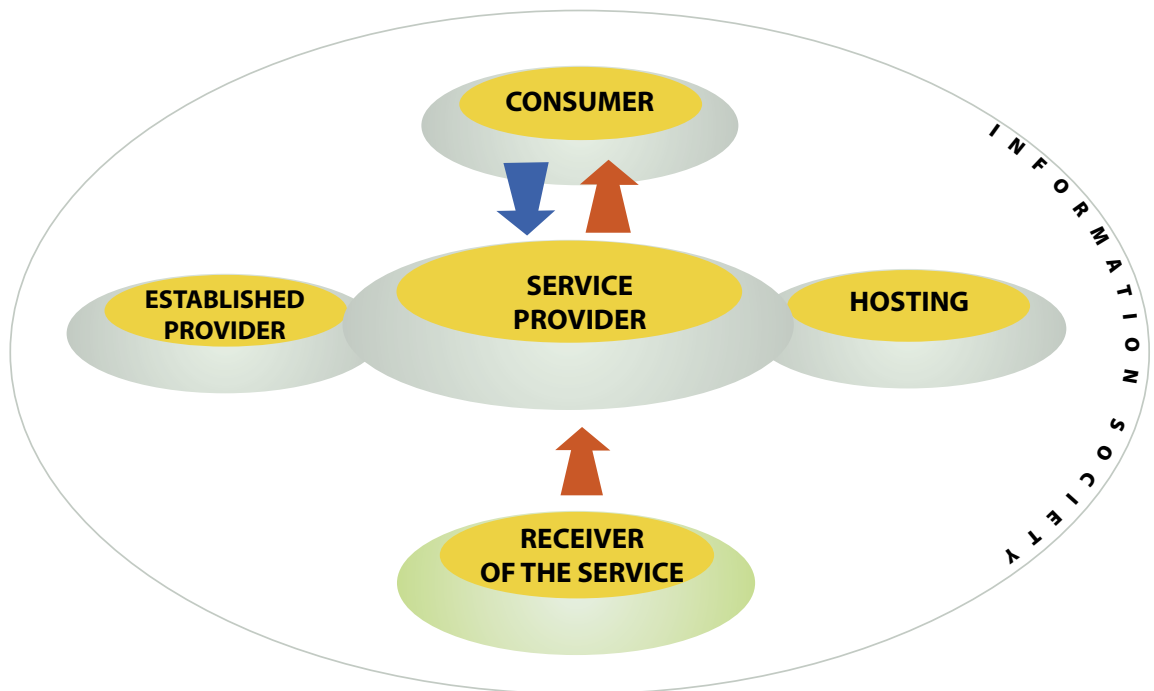 CONSUMER
ESTABLISHED
PROVIDER
SERVICE
PROVIDER
HOSTING
RECEIVER
OF THE SERVICE
INFORMATION SOCIETY